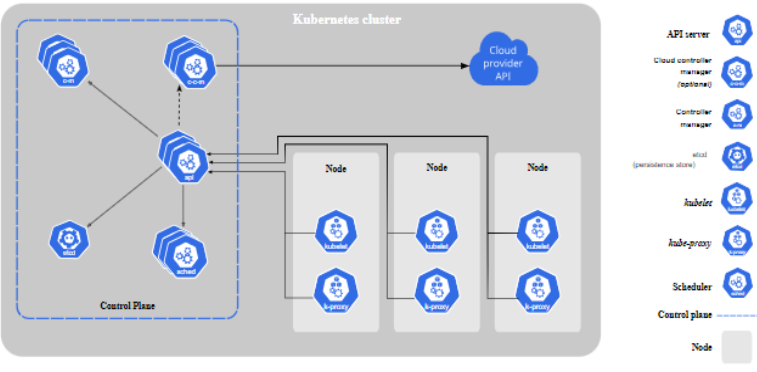 Kubernetes cluster
API server
Cloud controller
manager
(optional)
Controller
manager
etcd
(persistence store)
kubelet
kube-proxy
Scheduler
Control plane
Node
Cloud
provider
API
c-m
c-c-m
api
etcd
sched
Control Plane
Node
Node
Node
kubelet
kubelet
kubelet
k-proxy
k-proxy
k-proxy
api
c-c-m
c-m
etcd
kubelet
k-proxy
sched